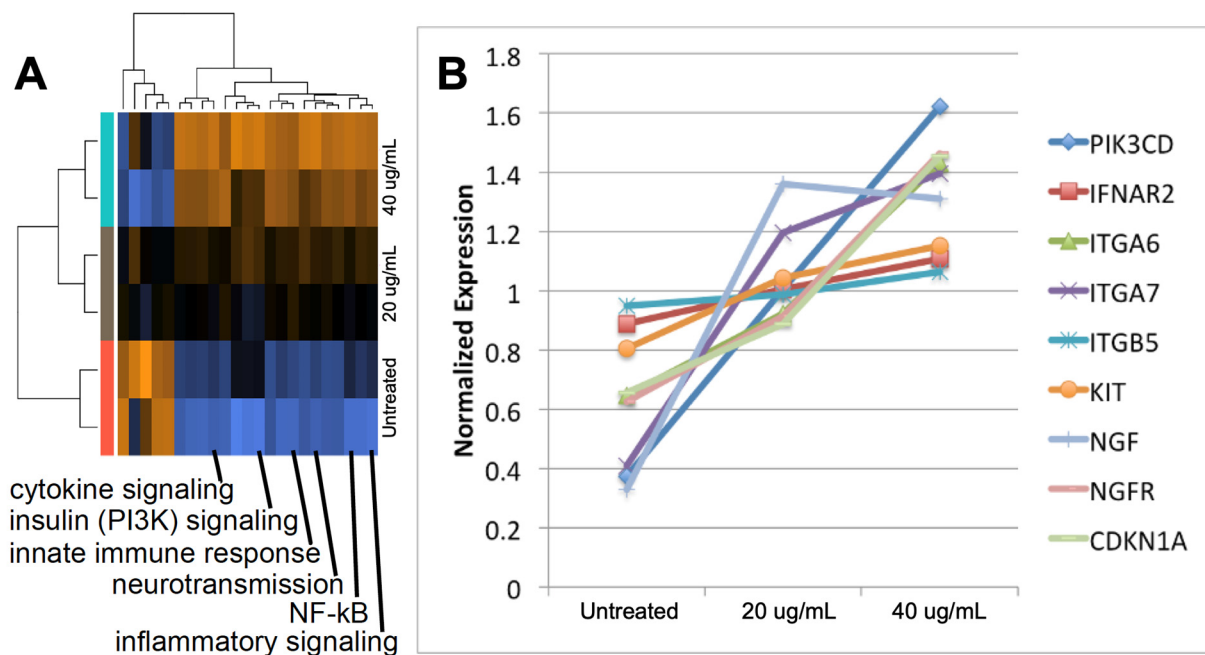 A
40 ug/mL
20 ug/mL
Untreated
cytokine signaling
insulin (PI3K) signaling
innate immune response
neurotransmission
NF-kB
inflammatory signaling
B
Normalized Expression
1.8
1.6
1.4
1.2
1
0.8
0.6
0.4
0.2
0
Untreated
20 ug/mL
40 ug/mL
PIK3CD
IFNAR2
ITGA6
ITGA7
ITGB5
KIT
NGF
NGFR
CDKN1A